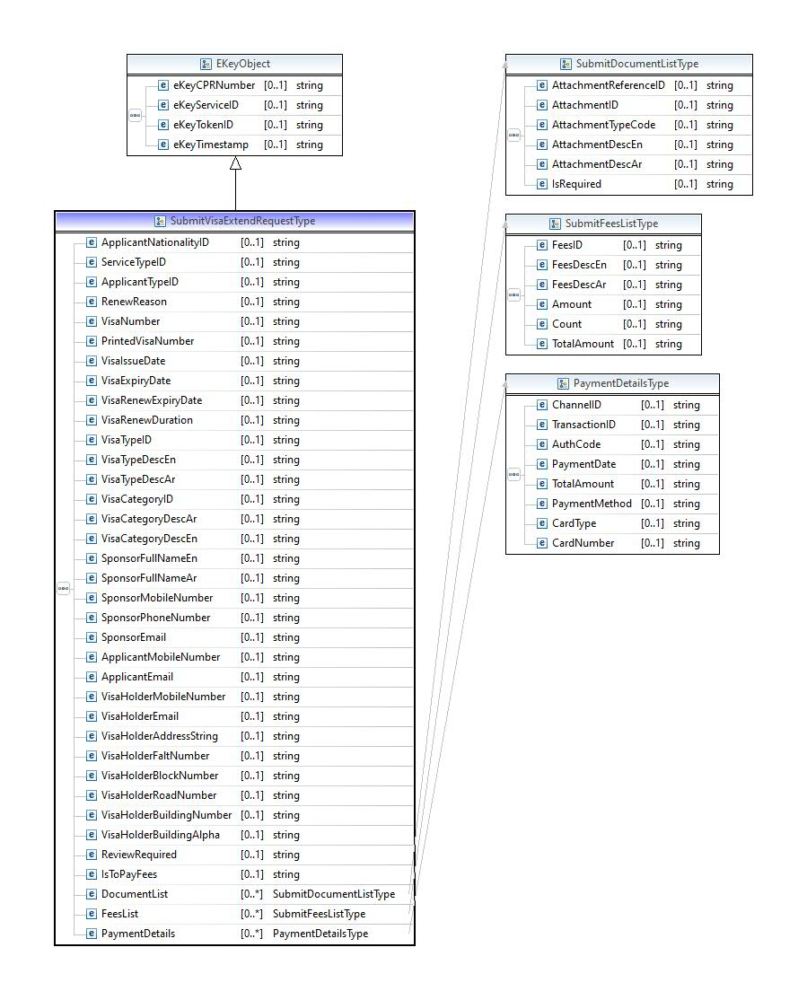 EKeyObject
eKeyCPRNumber [0..1] string
eKeyServiceID [0..1] string
eKeyTokenID [0..1] string
eKeyTimestamp [0..1] string
SubmitVisaExtendRequestType
ApplicantNationalityID [0..1] string
ServiceTypeID [0..1] string
ApplicantTypeID [0..1] string
RenewReason [0..1] string
VisaNumber [0..1] string
PrintedVisaNumber [0..1] string
VisaIssueDate [0..1] string
VisaExpiryDate [0..1] string
VisaRenewExpiryDate [0..1] string
VisaRenewDuration [0..1] string
VisaTypeID [0..1] string
VisaTypeDescEn [0..1] string
VisaTypeDescAr [0..1] string
VisaCategoryID [0..1] string
VisaCategoryDescAr [0..1] string
VisaCategoryDescEn [0..1] string
SponsorFullNameEn [0..1] string
SponsorFullNameAr [0..1] string
SponsorMobileNumber [0..1] string
SponsorPhoneNumber [0..1] string
SponsorEmail [0..1] string
ApplicantMobileNumber [0..1] string
ApplicantEmail [0..1] string
VisaHolderMobileNumber [0..1] string
VisaHolderEmail [0..1] string
VisaHolderAddressString [0..1] string
VisaHolderFaltNumber [0..1] string
VisaHolderBlockNumber [0..1] string
VisaHolderRoadNumber [0..1] string
VisaHolderBuildingNumber [0..1] string
VisaHolderBuildingAlpha [0..1] string
ReviewRequired [0..1] string
IsToPayFees [0..1] string
DocumentList [0..*] SubmitDocumentListType
FeesList [0..*] SubmitFeesListType
PaymentDetails [0..*] PaymentDetailsType
SubmitDocumentListType
AttachmentReferenceID [0..1] string
AttachmentID [0..1] string
AttachmentTypeCode [0..1] string
AttachmentDescEn [0..1] string
AttachmentDescAr [0..1] string
IsRequired [0..1] string
SubmitFeesListType
FeesID [0..1] string
FeesDescEn [0..1] string
FeesDescAr [0..1] string
Amount [0..1] string
Count [0..1] string
TotalAmount [0..1] string
PaymentDetailsType
ChannelID [0..1] string
TransactionID [0..1] string
AuthCode [0..1] string
PaymentDate [0..1] string
TotalAmount [0..1] string
PaymentMethod [0..1] string
CardType [0..1] string
CardNumber [0..1] string